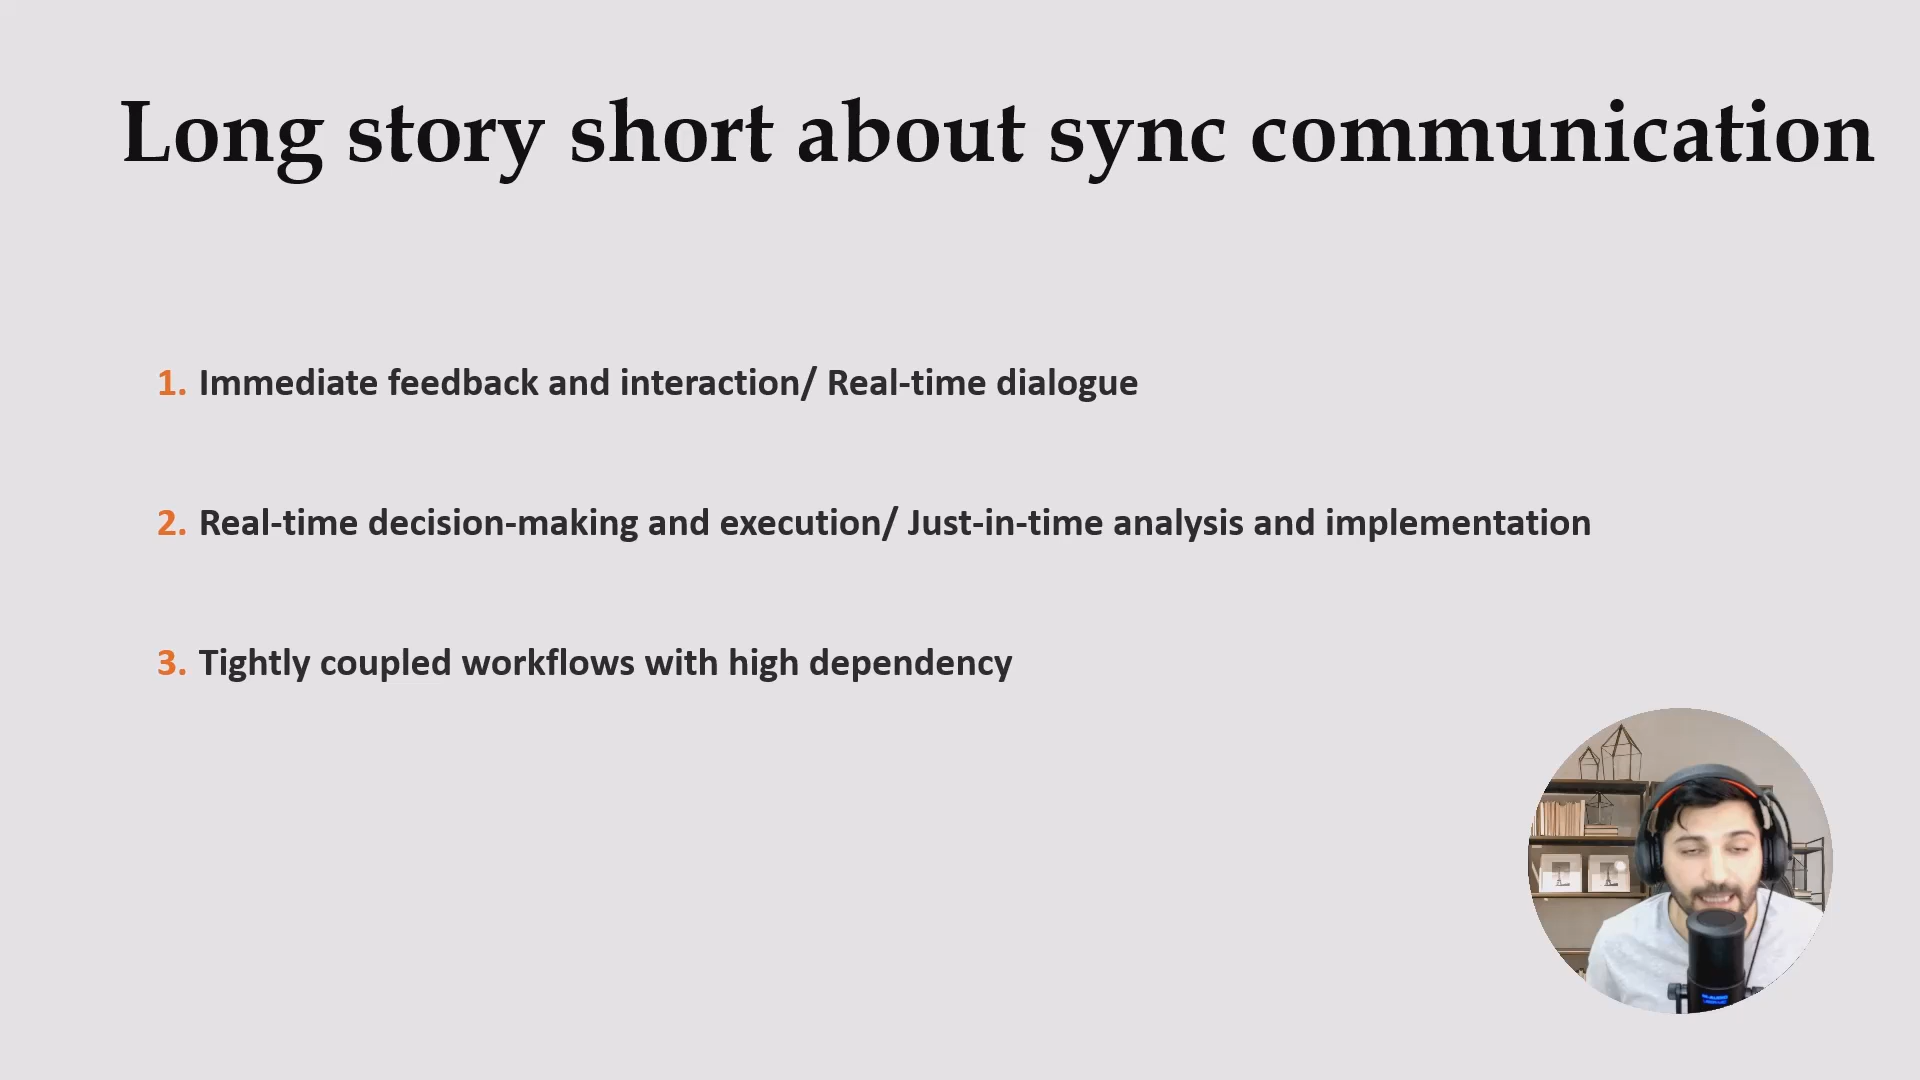 Long story short about sync communication
1. Immediate feedback and interaction/ Real-time dialogue
2. Real-time decision-making and execution/ Just-in-time analysis and implementation
3. Tightly coupled workflows with high dependency